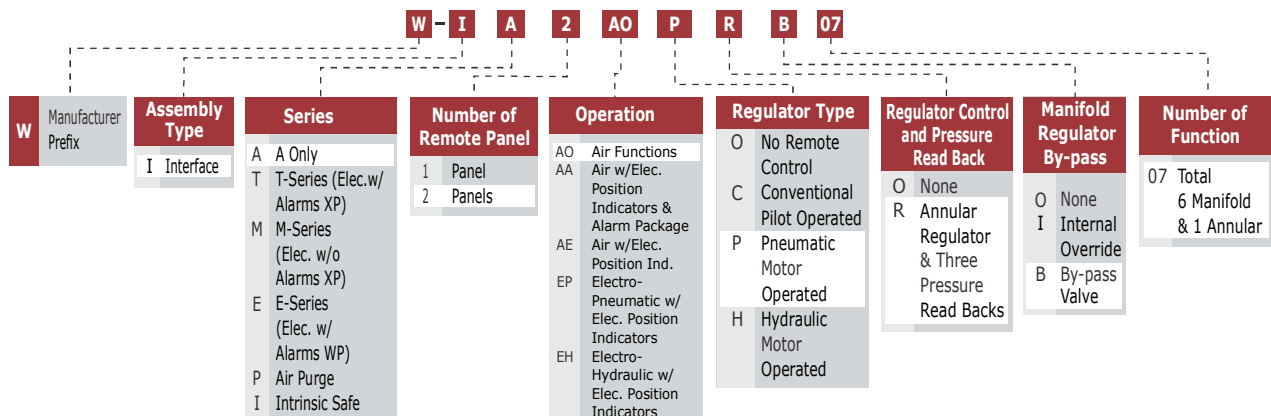 W - I A 2 AO P R B 07
W Manufacturer
Prefix
Assembly
Type
I Interface
Series
A A Only
T T-Series (Elec.w/
Alarms XP)
M M-Series
(Elec. w/o
Alarms XP)
E E-Series
(Elec. w/
Alarms WP)
P Air Purge
I Intrinsic Safe
Number of
Remote Panel
1 Panel
2 Panels
Operation
AO Air Functions
AA Air w/Elec.
Position
Indicators &
Alarm Package
AE Air w/Elec.
Position Ind.
EP Electro-
Pneumatic w/
Elec. Position
Indicators
EH Electro-
Hydraulic w/
Elec. Position
Indicators
Regulator Type
O No Remote
Control
C Conventional
Pilot Operated
P Pneumatic
Motor
Operated
H Hydraulic
Motor
Operated
Regulator Control
and Pressure
Read Back
O None
R Annular
Regulator
& Three
Pressure
Read Backs
Manifold
Regulator
By-pass
O None
I Internal
Override
B By-pass
Valve
Number of
Function
07 Total
6 Manifold
& 1 Annular